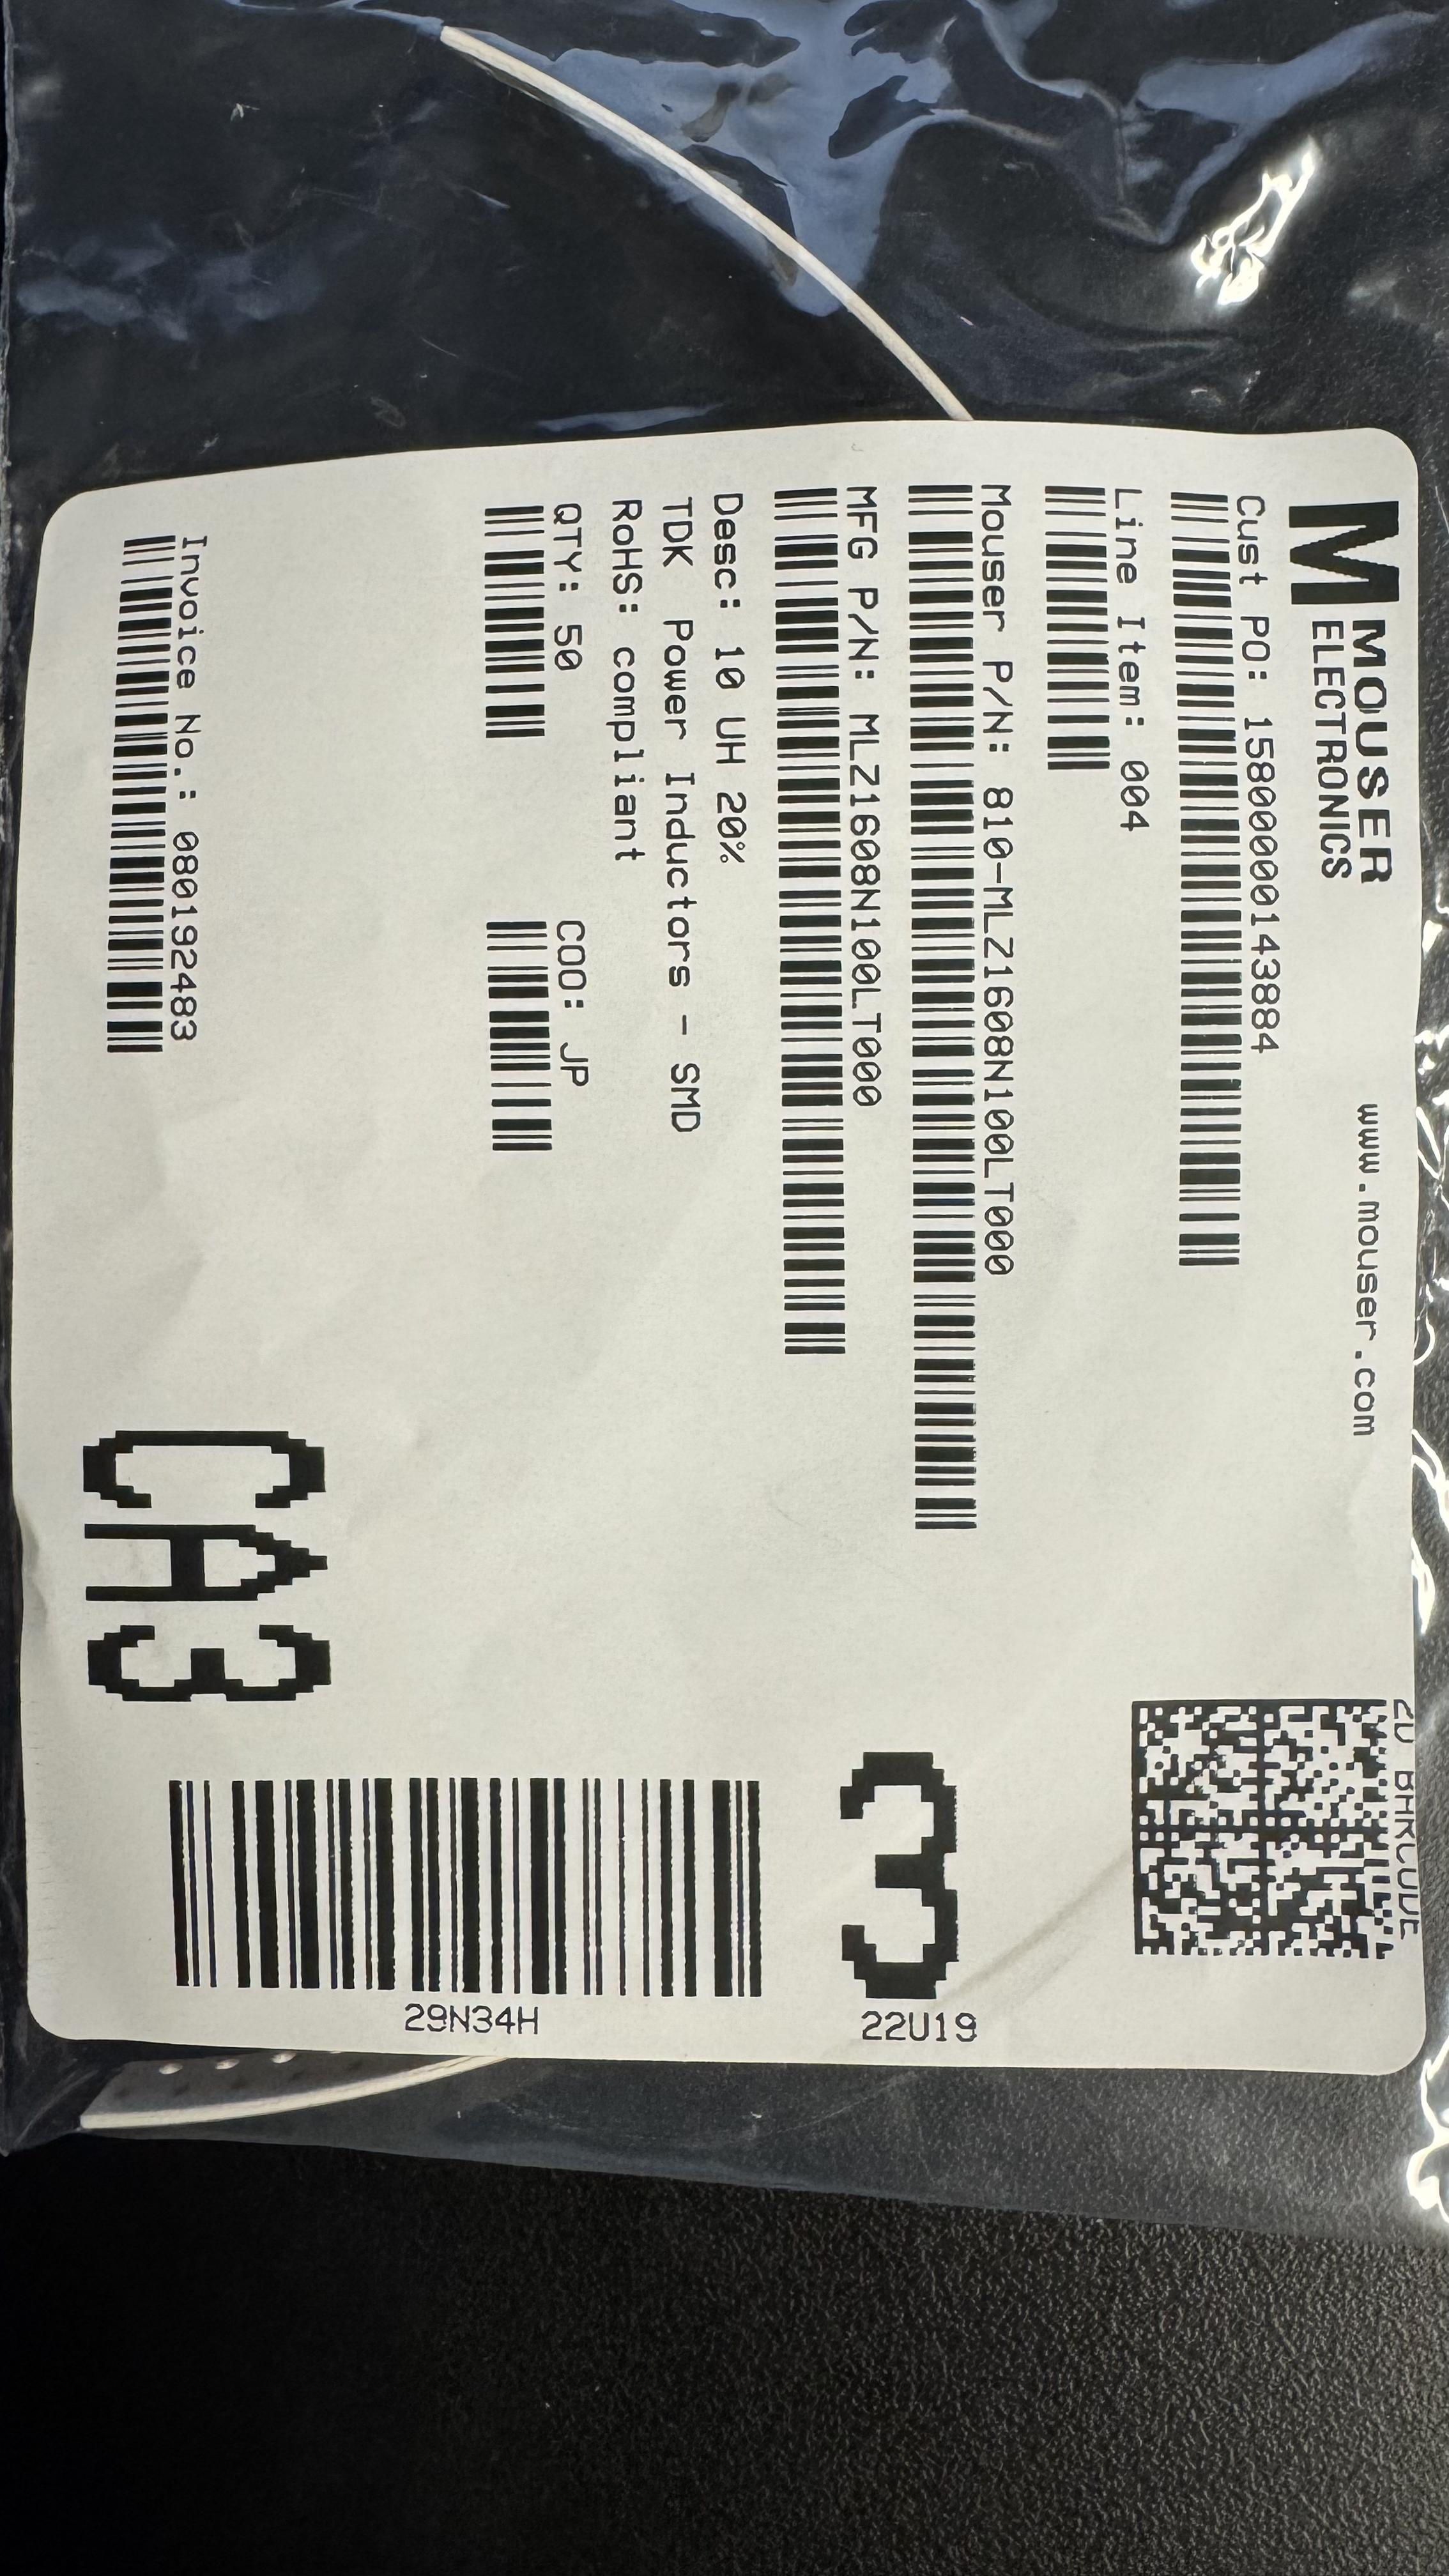 MOUSER
ELECTRONICS
www.mouser.com
2D BARCODE
Cust PO: 15800000143884
Line Item: 004
Mouser P/N: 810-MLZ1608N100LT000
MFG P/N: MLZ1608N100LT000
Desc: 10 UH 20%
TDK Power Inductors - SMD
RoHS: compliant
QTY: 50
COO: JP
Invoice No.: 080192483
CA3
3
22U19
29N34H